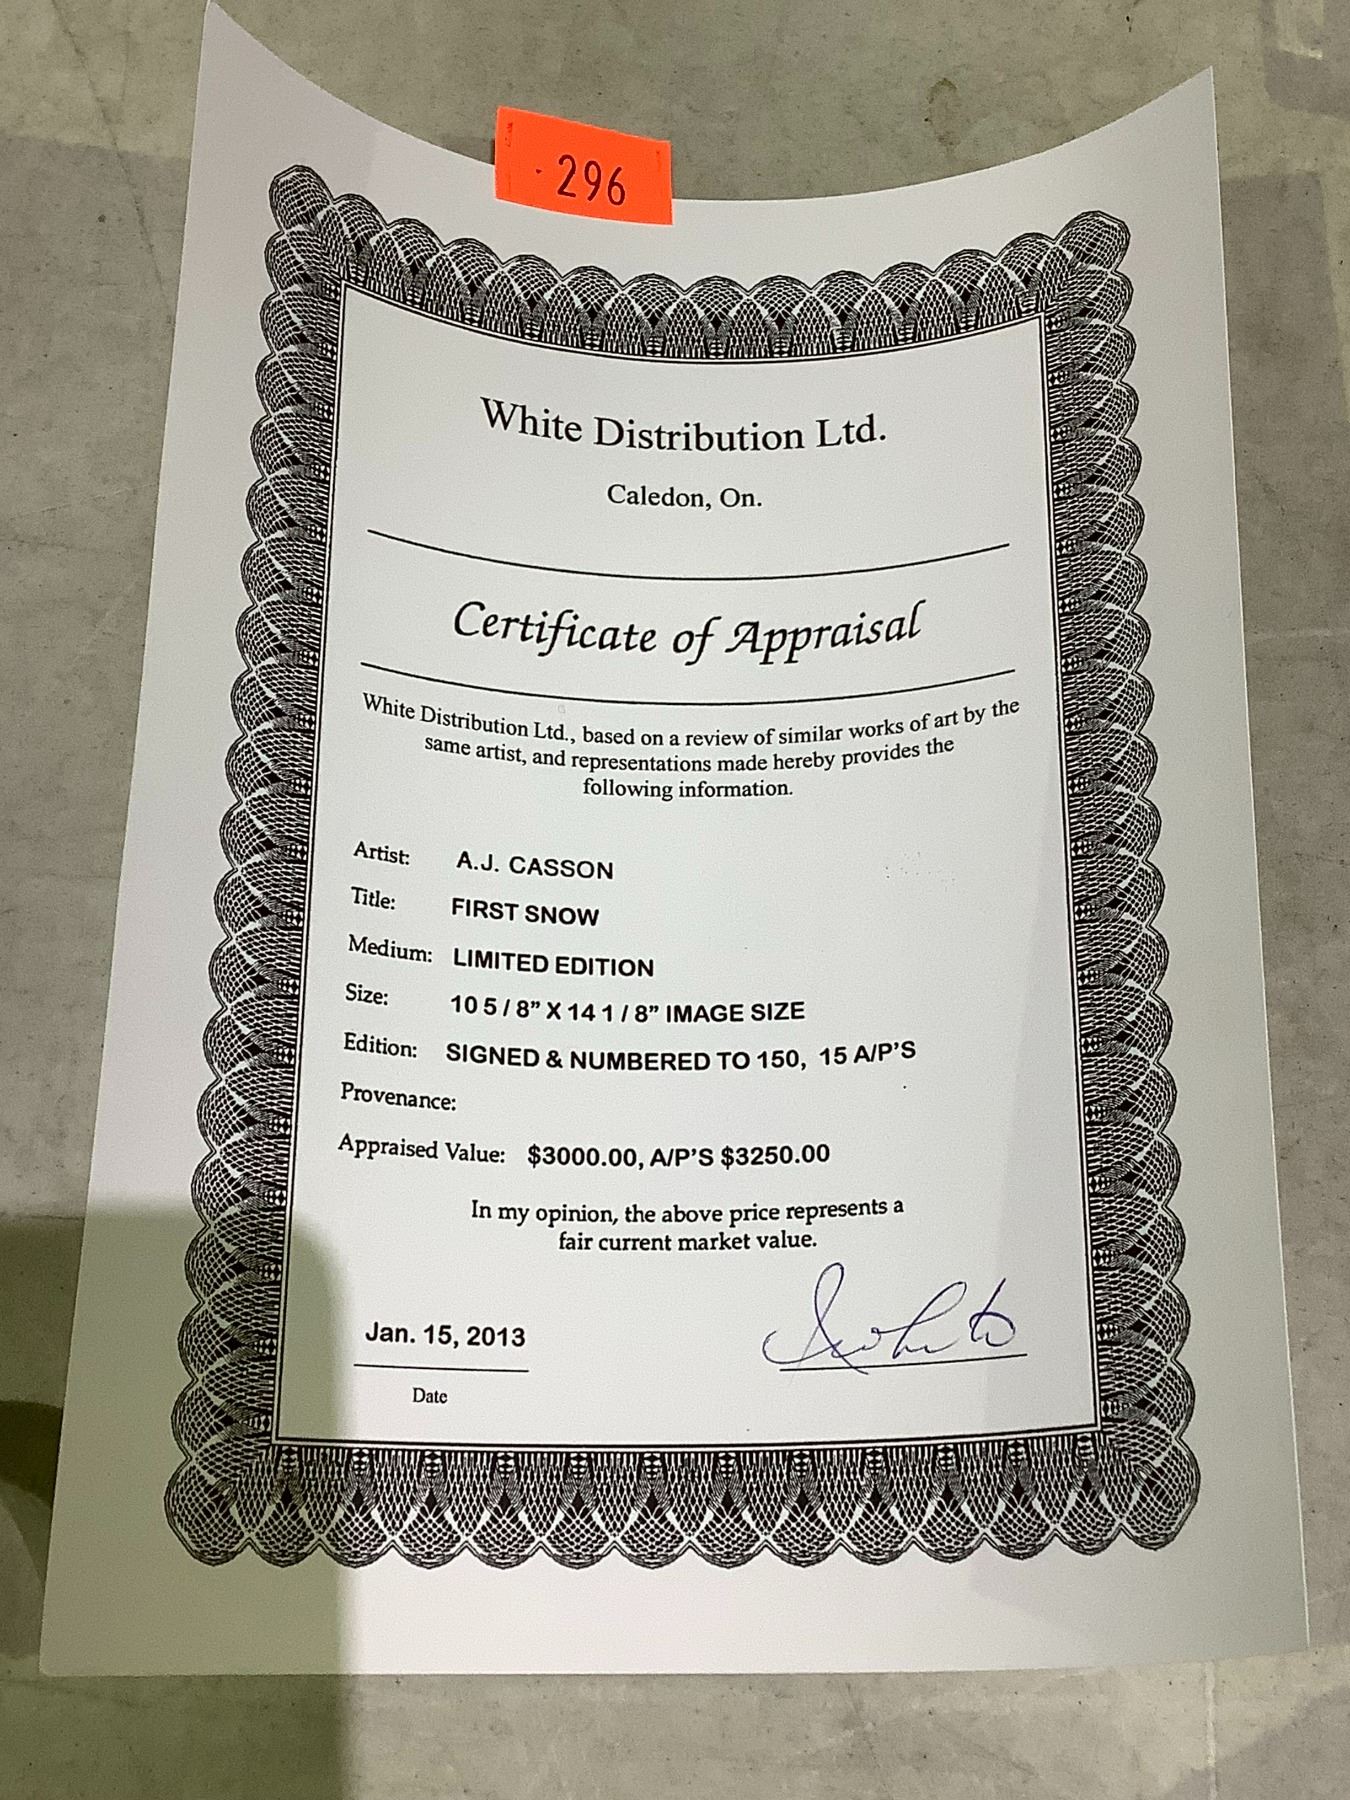 296
White Distribution Ltd.
Caledon, On.
Certificate of Appraisal
White Distribution Ltd., based on a review of similar works of art by the
same artist, and representations made hereby provides the
following information.
Artist: A.J. CASSON
Title: FIRST SNOW
Medium: LIMITED EDITION
Size: 10 5 / 8” X 14 1 / 8” IMAGE SIZE
Edition: SIGNED & NUMBERED TO 150, 15 A/P’S
Provenance:
Appraised Value: $3000.00, A/P’S $3250.00
In my opinion, the above price represents a
fair current market value.
Jan. 15, 2013
Date